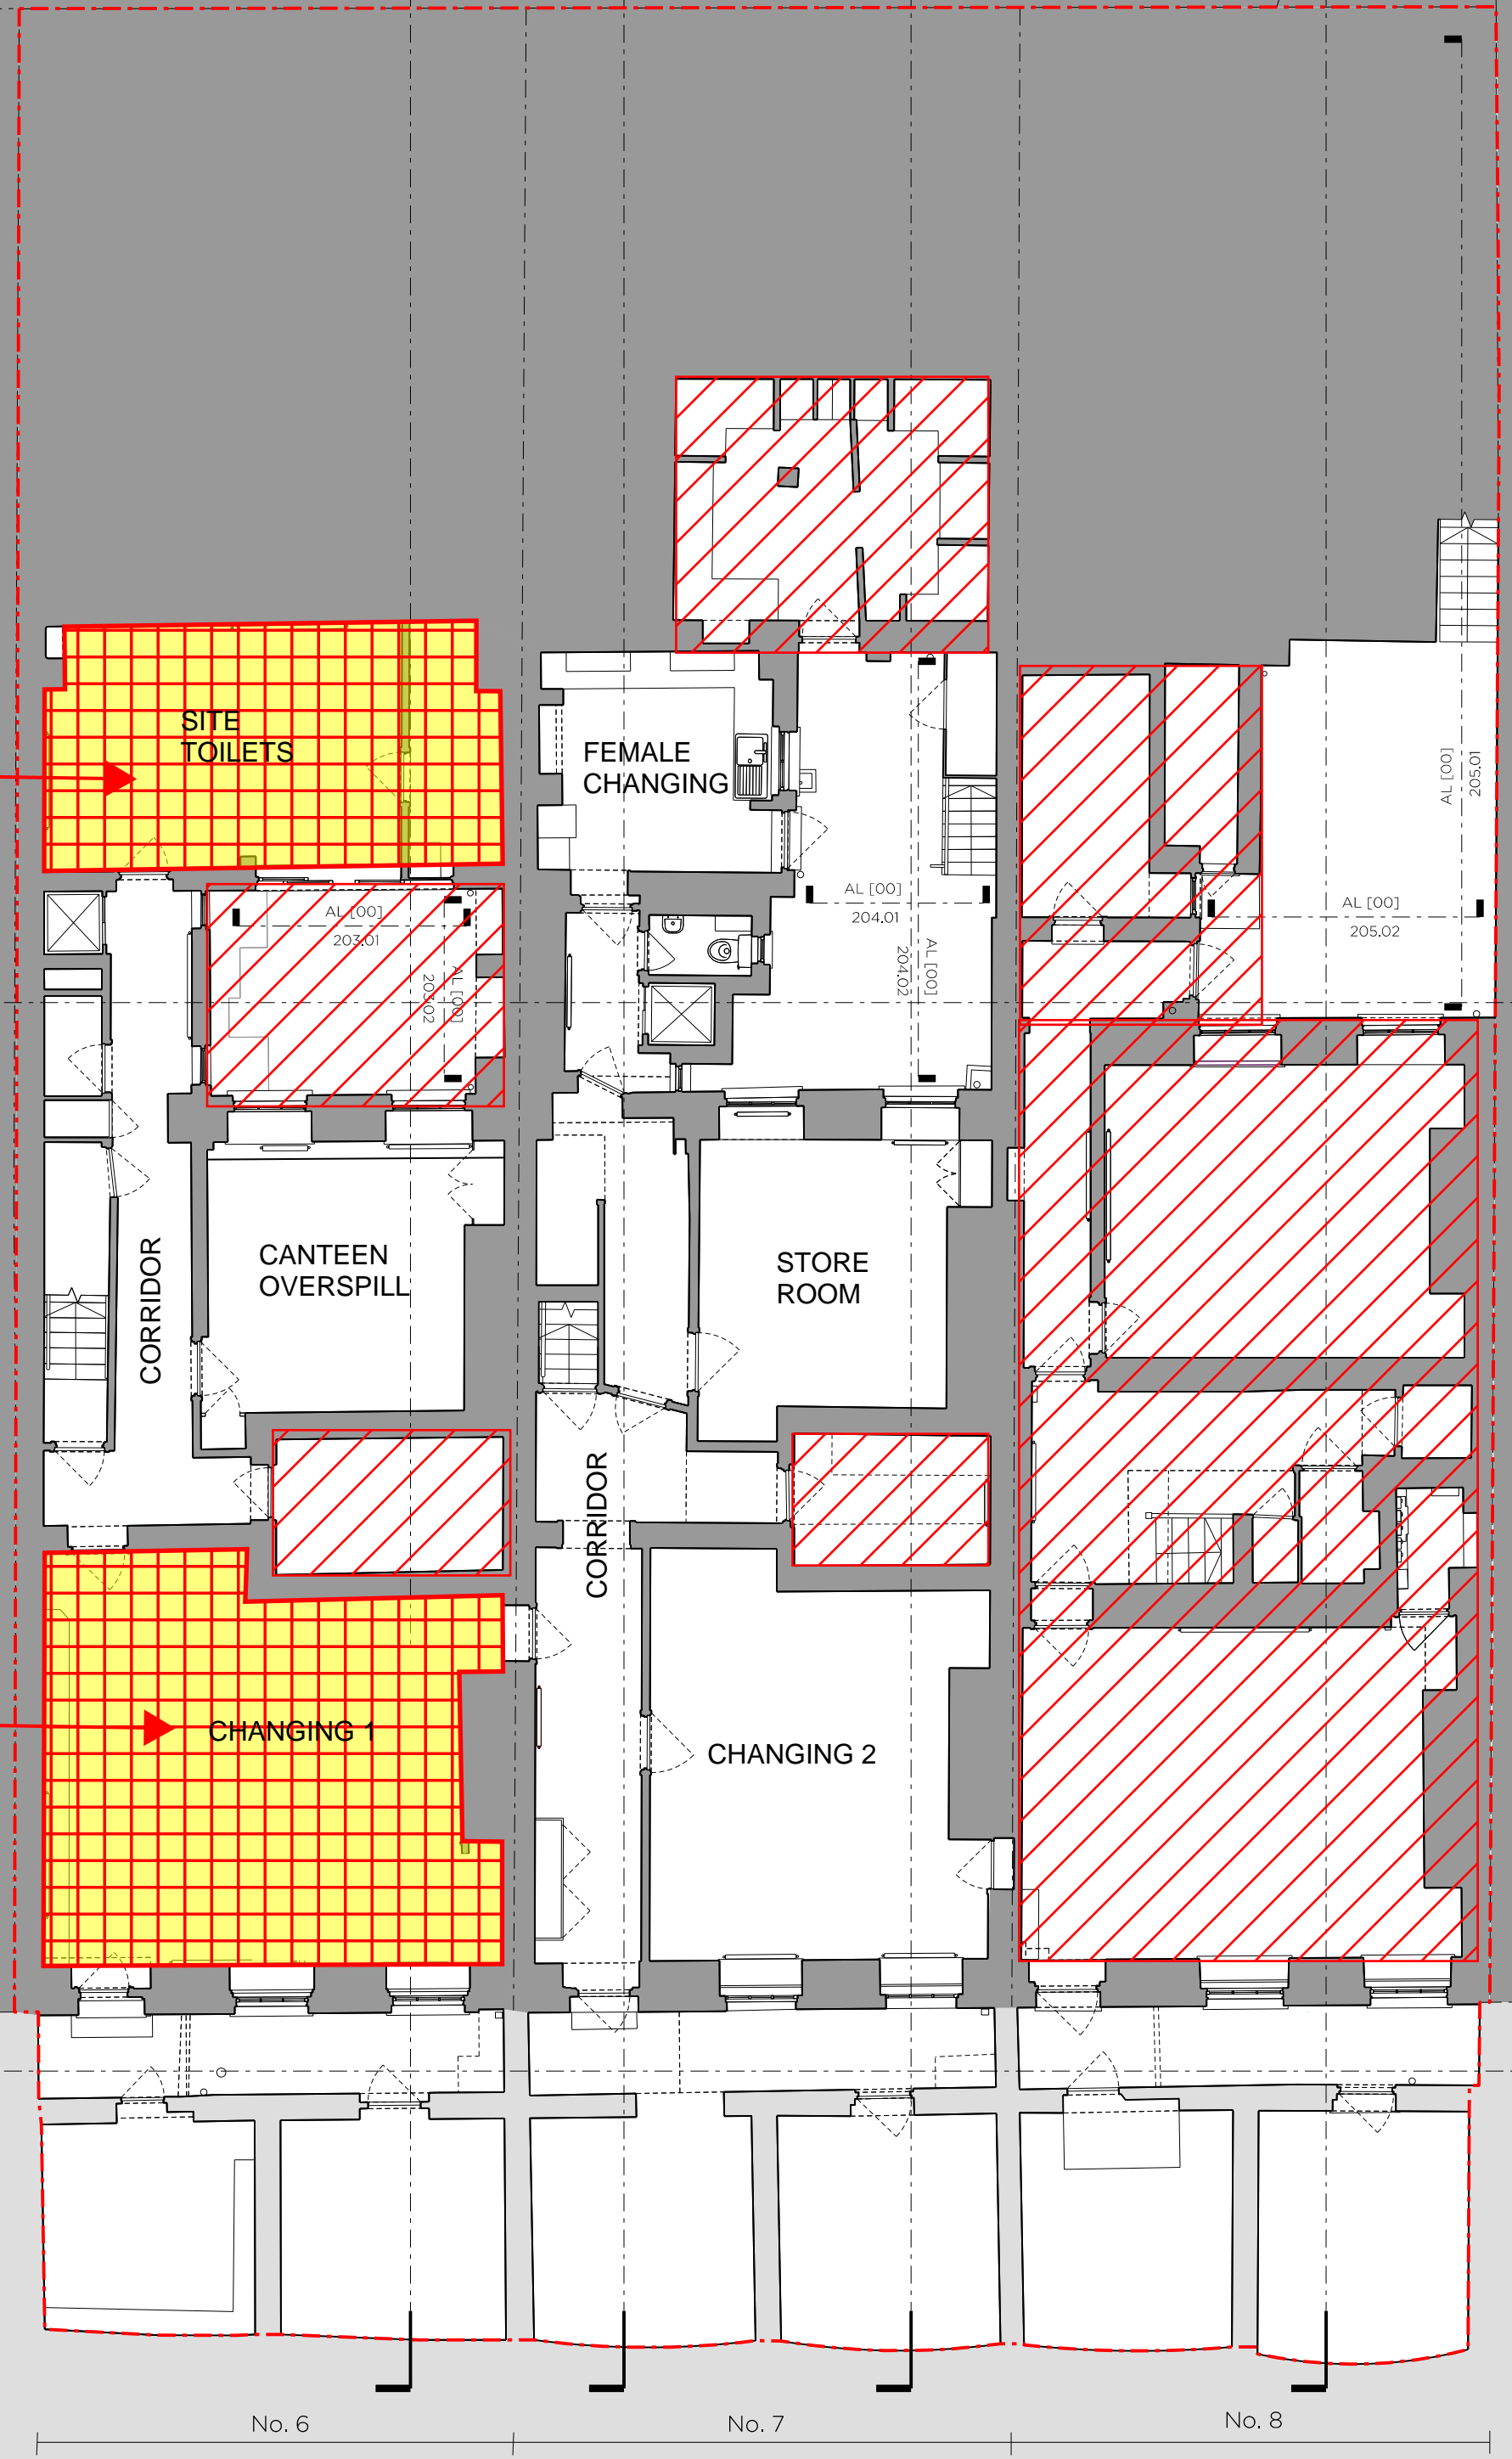 SITE
TOILETS
FEMALE
CHANGING
AL [00]
205.01
AL [00]
204.01
AL [00]
205.02
AL [00]
203.01
AL [00]
203.02
AL [00]
204.02
CORRIDOR
CANTEEN
OVERSPILL
STORE
ROOM
CORRIDOR
CHANGING 1
CHANGING 2
No. 6
No. 7
No. 8